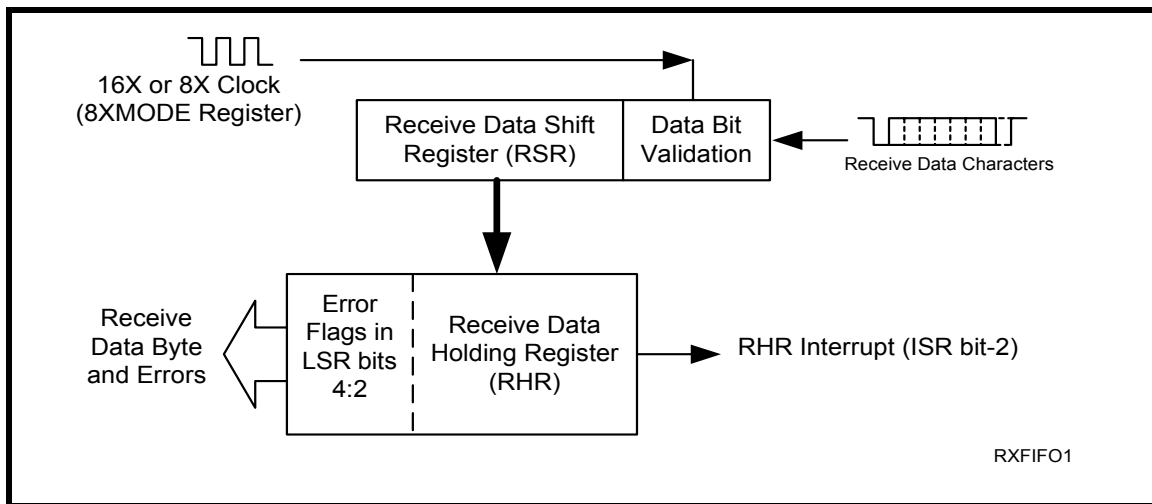 16X or 8X Clock
(8XMODE Register)
Receive Data Shift
Register (RSR)
Data Bit
Validation
Receive Data Characters
Receive
Data Byte
and Errors
Error
Flags in
LSR bits
4:2
Receive Data
Holding Register
(RHR)
RHR Interrupt (ISR bit-2)
RXFIFO1